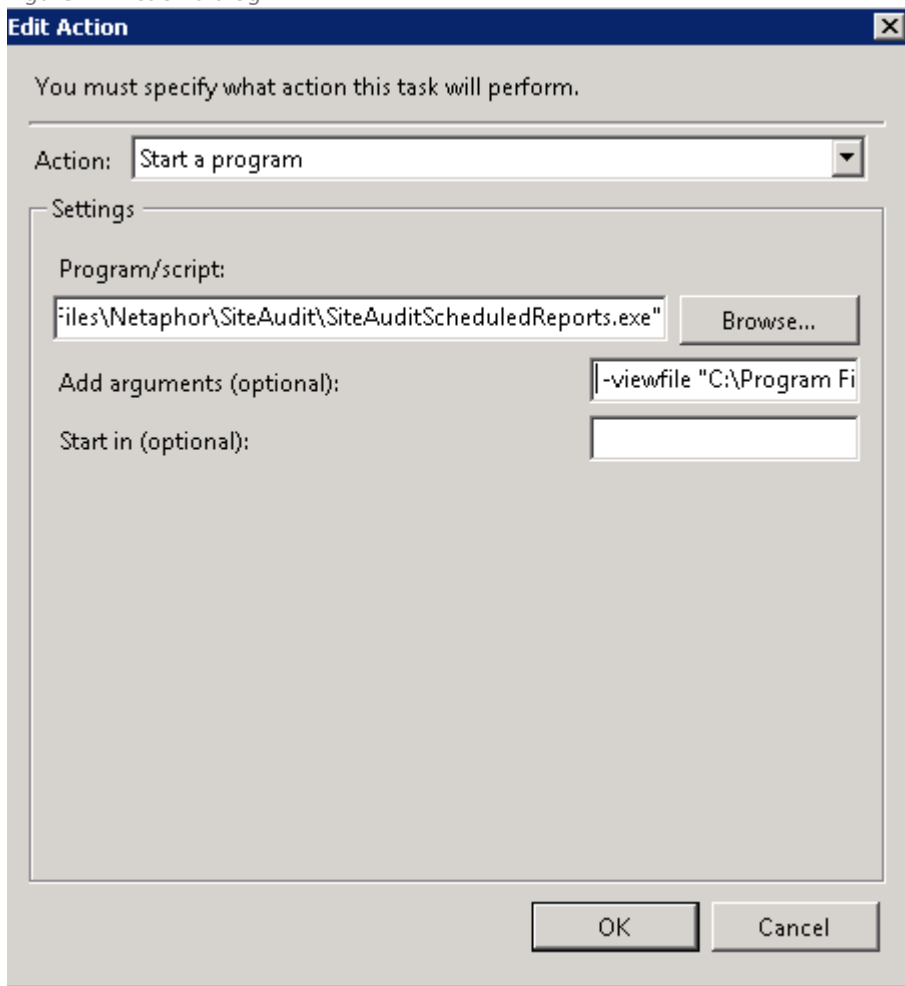 Edit Action
You must specify what action this task will perform.
Action: Start a program
Settings
Program/script:
Files\Netaphor\SiteAudit\SiteAuditScheduledReports.exe" Browse...
Add arguments (optional): -viewfile "C:\Program Fi
Start in (optional):
OK Cancel